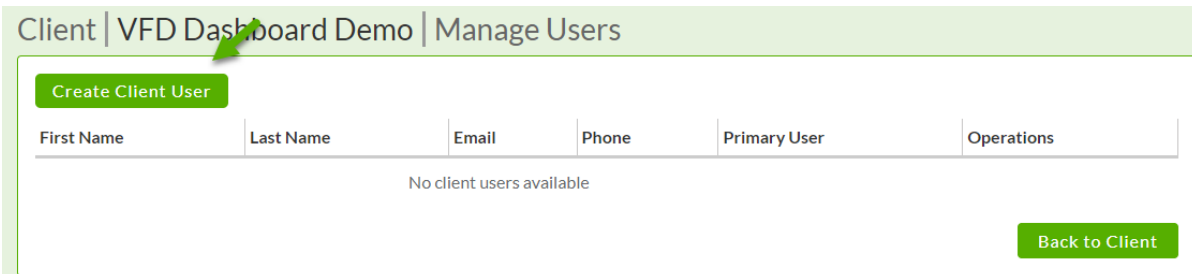 Client | VFD Dashboard Demo | Manage Users
Create Client User
First Name Last Name Email Phone Primary User Operations
No client users available
Back to Client